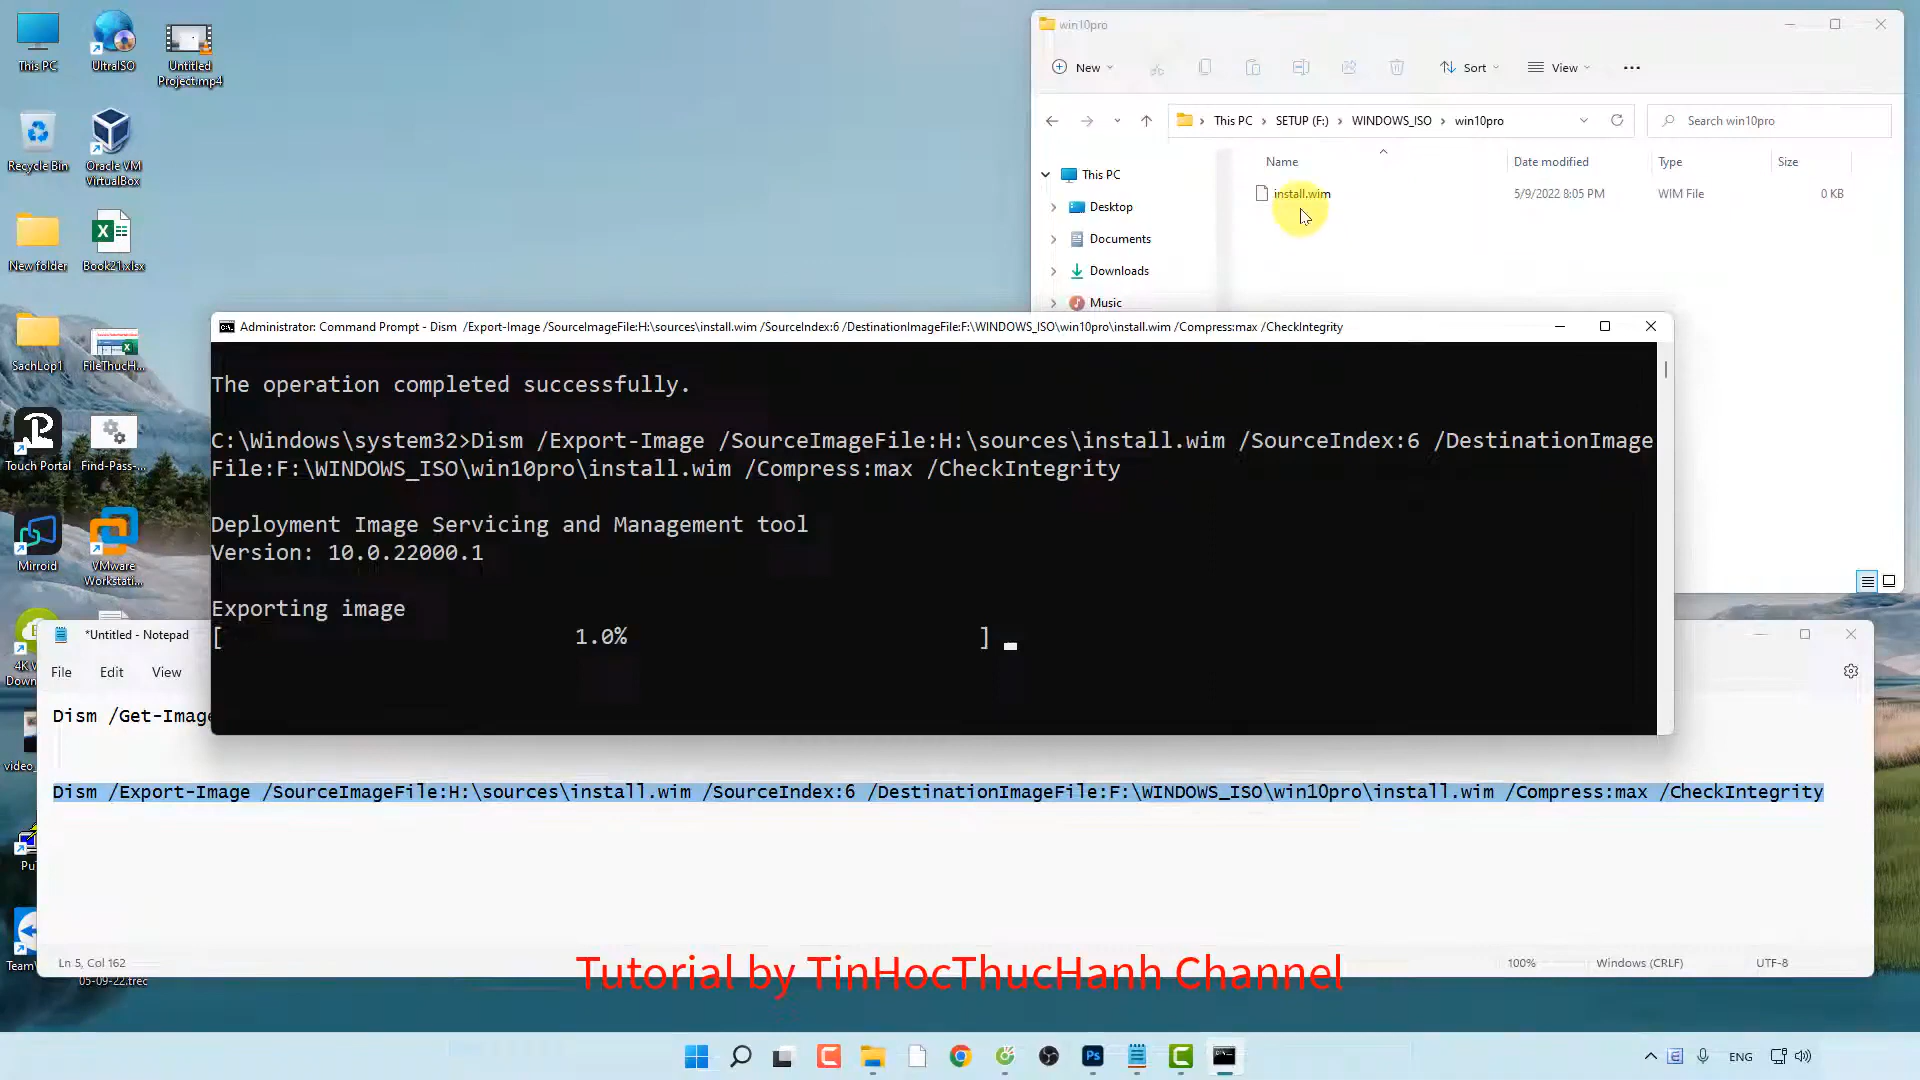 This PC
UltraISO
Untitled
Project.mp4
Recycle Bin
Oracle VM
VirtualBox
New folder
Book21.xlsx
SachLop1
FileThucH...
Touch Portal
Find-Pass-...
Mirroid
VMware
Workstati...
05-09-22.trec
win10pro
New
Sort
View
This PC
SETUP (F:)
WINDOWS_ISO
win10pro
Search win10pro
Name
Date modified
Type
Size
This PC
install.wim
5/9/2022 8:05 PM
WIM File
0 KB
Desktop
Documents
Downloads
Music
Administrator: Command Prompt - Dism /Export-Image /SourceImageFile:H:\sources\install.wim /SourceIndex:6 /DestinationImageFile:F:\WINDOWS_ISO\win10pro\install.wim /Compress:max /CheckIntegrity
The operation completed successfully.
C:\Windows\system32>Dism /Export-Image /SourceImageFile:H:\sources\install.wim /SourceIndex:6 /DestinationImage
File:F:\WINDOWS_ISO\win10pro\install.wim /Compress:max /CheckIntegrity
Deployment Image Servicing and Management tool
Version: 10.0.22000.1
Exporting image
[ 1.0% ]
*Untitled - Notepad
File
Edit
View
Dism /Get-Image
Dism /Export-Image /SourceImageFile:H:\sources\install.wim /SourceIndex:6 /DestinationImageFile:F:\WINDOWS_ISO\win10pro\install.wim /Compress:max /CheckIntegrity
Ln 5, Col 162
100%
Windows (CRLF)
UTF-8
Tutorial by TinHocThucHanh Channel
ENG